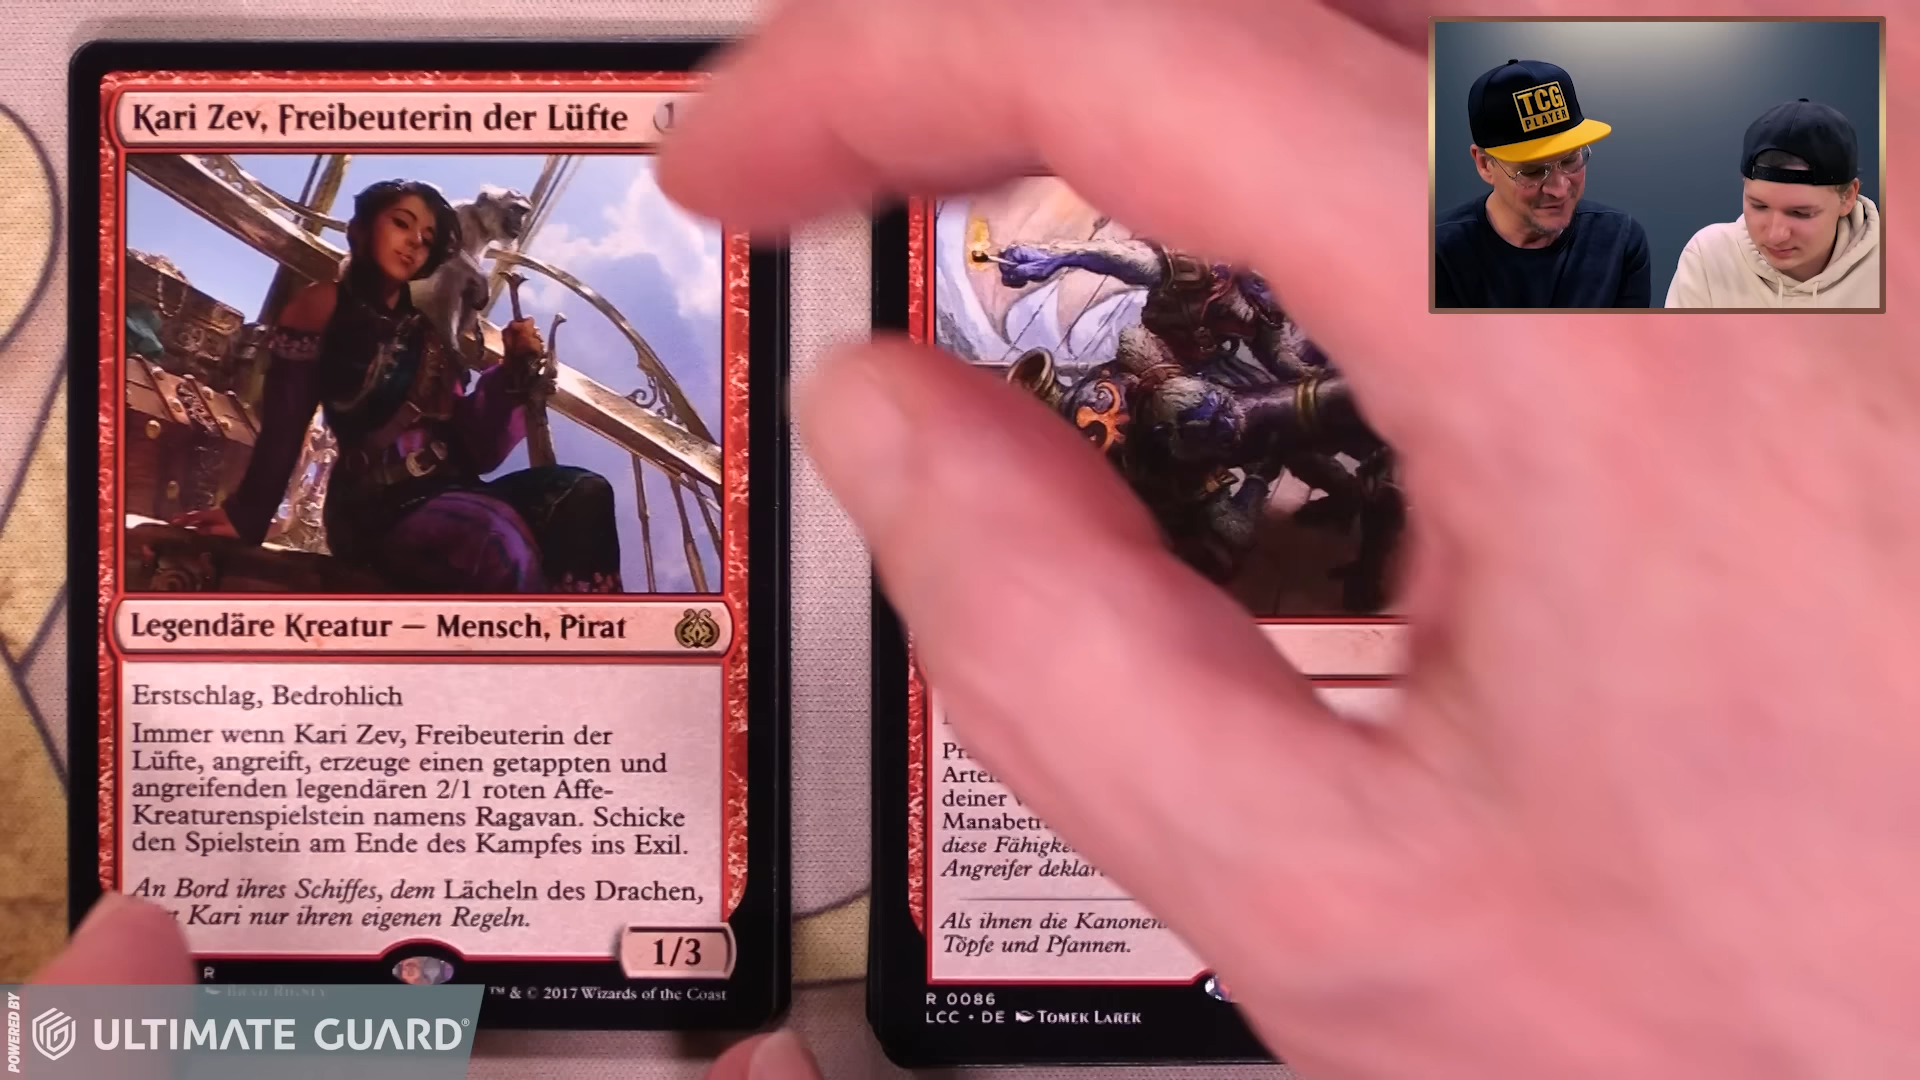 Kari Zev, Freibeuterin der Lüfte 1
Legendäre Kreatur — Mensch, Pirat
Erstschlag, Bedrohlich
Immer wenn Kari Zev, Freibeuterin der
Lüfte, angreift, erzeuge einen getappten und
angreifenden legendären 2/1 roten Affe-
Kreaturenspielstein namens Ragavan. Schicke
den Spielstein am Ende des Kampfes ins Exil.
An Bord ihres Schiffes, dem Lächeln des Drachen,
Kari nur ihren eigenen Regeln.
1/3
R
™ & © 2017 Wizards of the Coast
deiner
diese
Angreifer
Als ihnen die
Töpfe und Pfannen.
R 0086
LCC • DE TOMEK LAREK
TCG
PLAYER
POWERED BY
ULTIMATE GUARD®